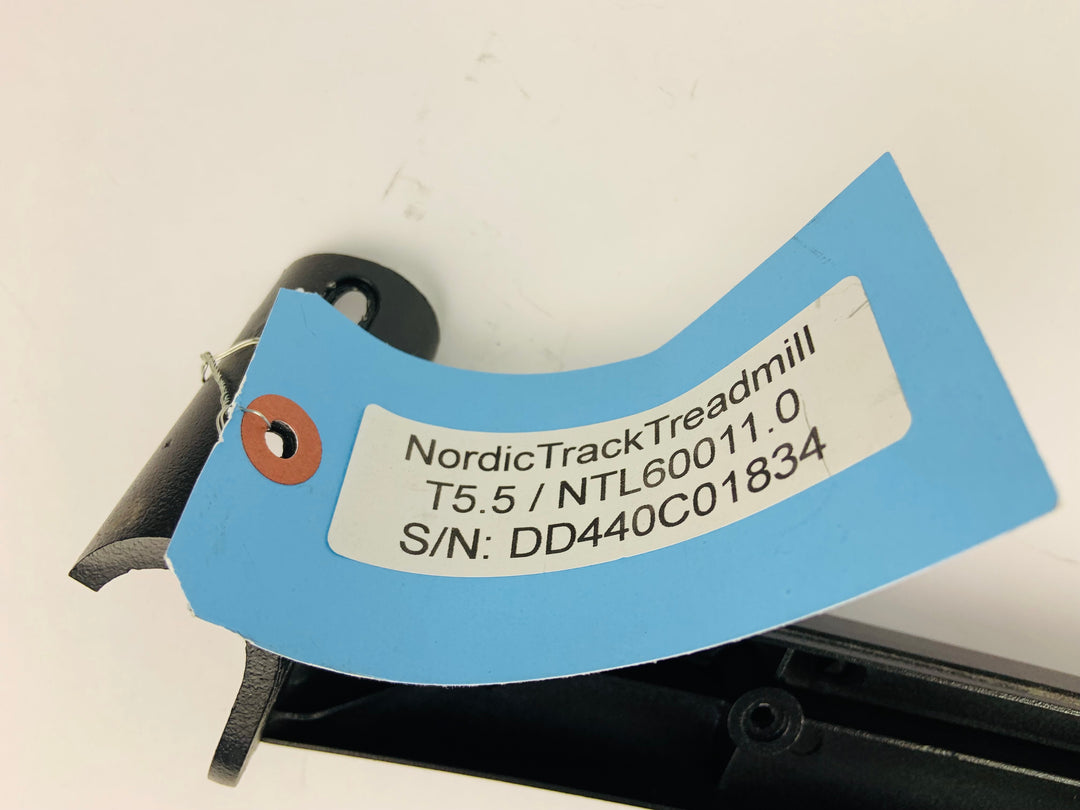 NordicTrackTreadmill
T5.5 / NTL60011.0
S/N: DD440C01834